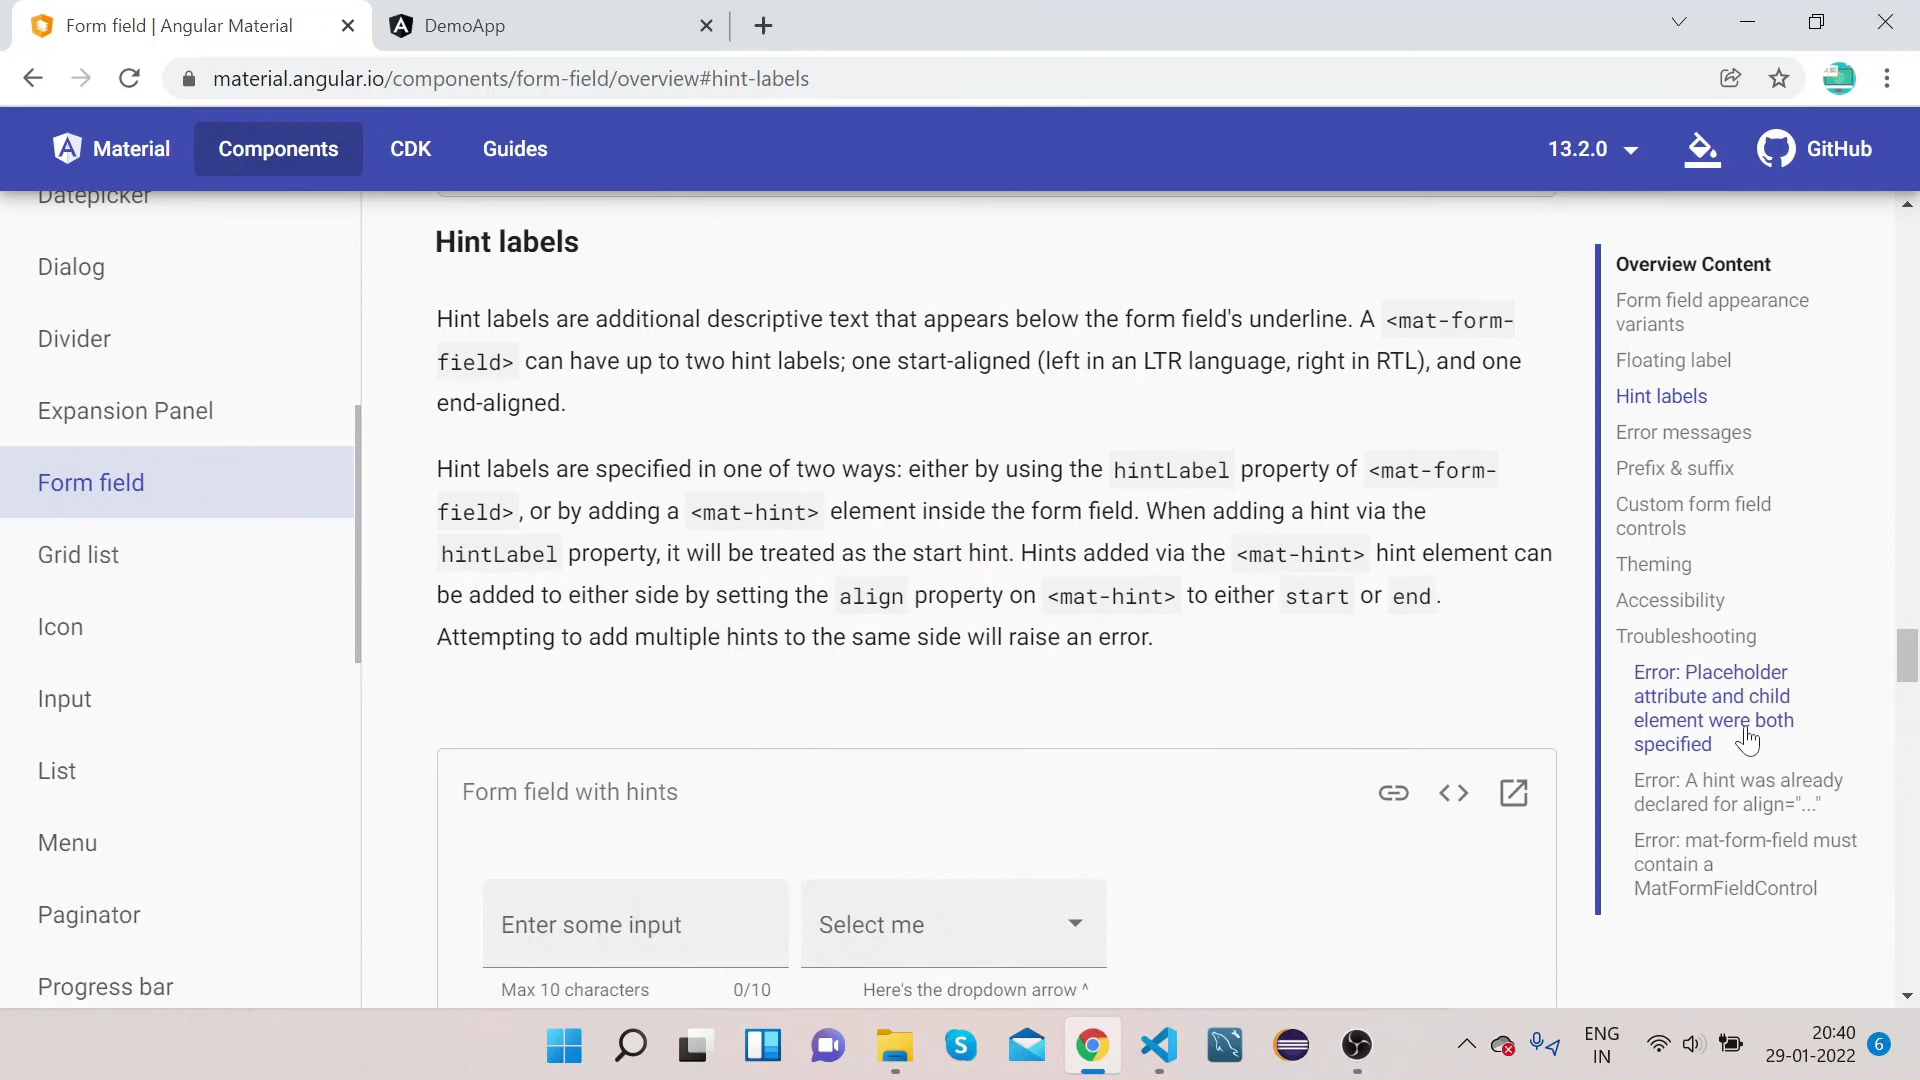 Form field | Angular Material
DemoApp
material.angular.io/components/form-field/overview#hint-labels
Material
Components
CDK
Guides
13.2.0
GitHub
Datepicker
Dialog
Divider
Expansion Panel
Form field
Grid list
Icon
Input
List
Menu
Paginator
Progress bar
Hint labels
Hint labels are additional descriptive text that appears below the form field's underline. A <mat-form-
field> can have up to two hint labels; one start-aligned (left in an LTR language, right in RTL), and one
end-aligned.
Hint labels are specified in one of two ways: either by using the hintLabel property of <mat-form-
field>, or by adding a <mat-hint> element inside the form field. When adding a hint via the
hintLabel property, it will be treated as the start hint. Hints added via the <mat-hint> hint element can
be added to either side by setting the align property on <mat-hint> to either start or end.
Attempting to add multiple hints to the same side will raise an error.
Form field with hints
Enter some input
Select me
Max 10 characters
0/10
Here's the dropdown arrow ^
Overview Content
Form field appearance
variants
Floating label
Hint labels
Error messages
Prefix & suffix
Custom form field
controls
Theming
Accessibility
Troubleshooting
Error: Placeholder
attribute and child
element were both
specified
Error: A hint was already
declared for align="..."
Error: mat-form-field must
contain a
MatFormFieldControl
ENG
IN
20:40
29-01-2022
6